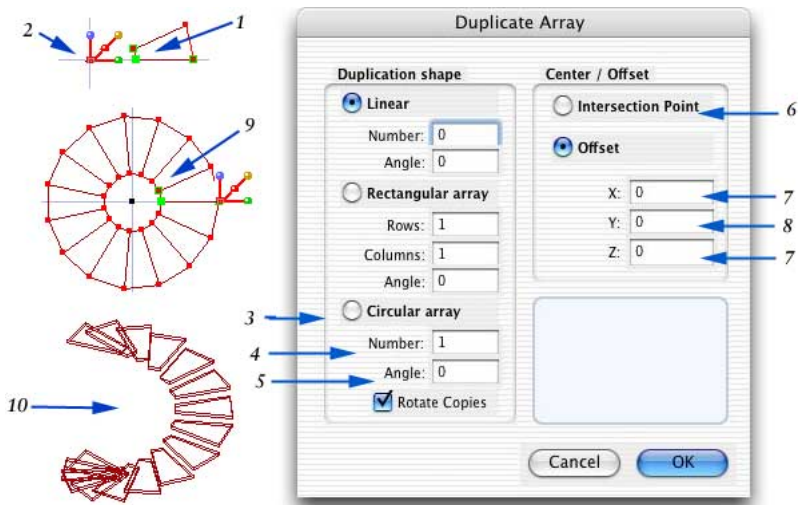 2
1
9
10
Duplicate Array
Duplication shape
Linear
Number: 0
Angle: 0
Rectangular array
Rows: 1
Columns: 1
Angle: 0
3
Circular array
4
Number: 1
5
Angle: 0
Rotate Copies
Center / Offset
Intersection Point
6
Offset
X: 0
7
Y: 0
8
Z: 0
7
Cancel
OK